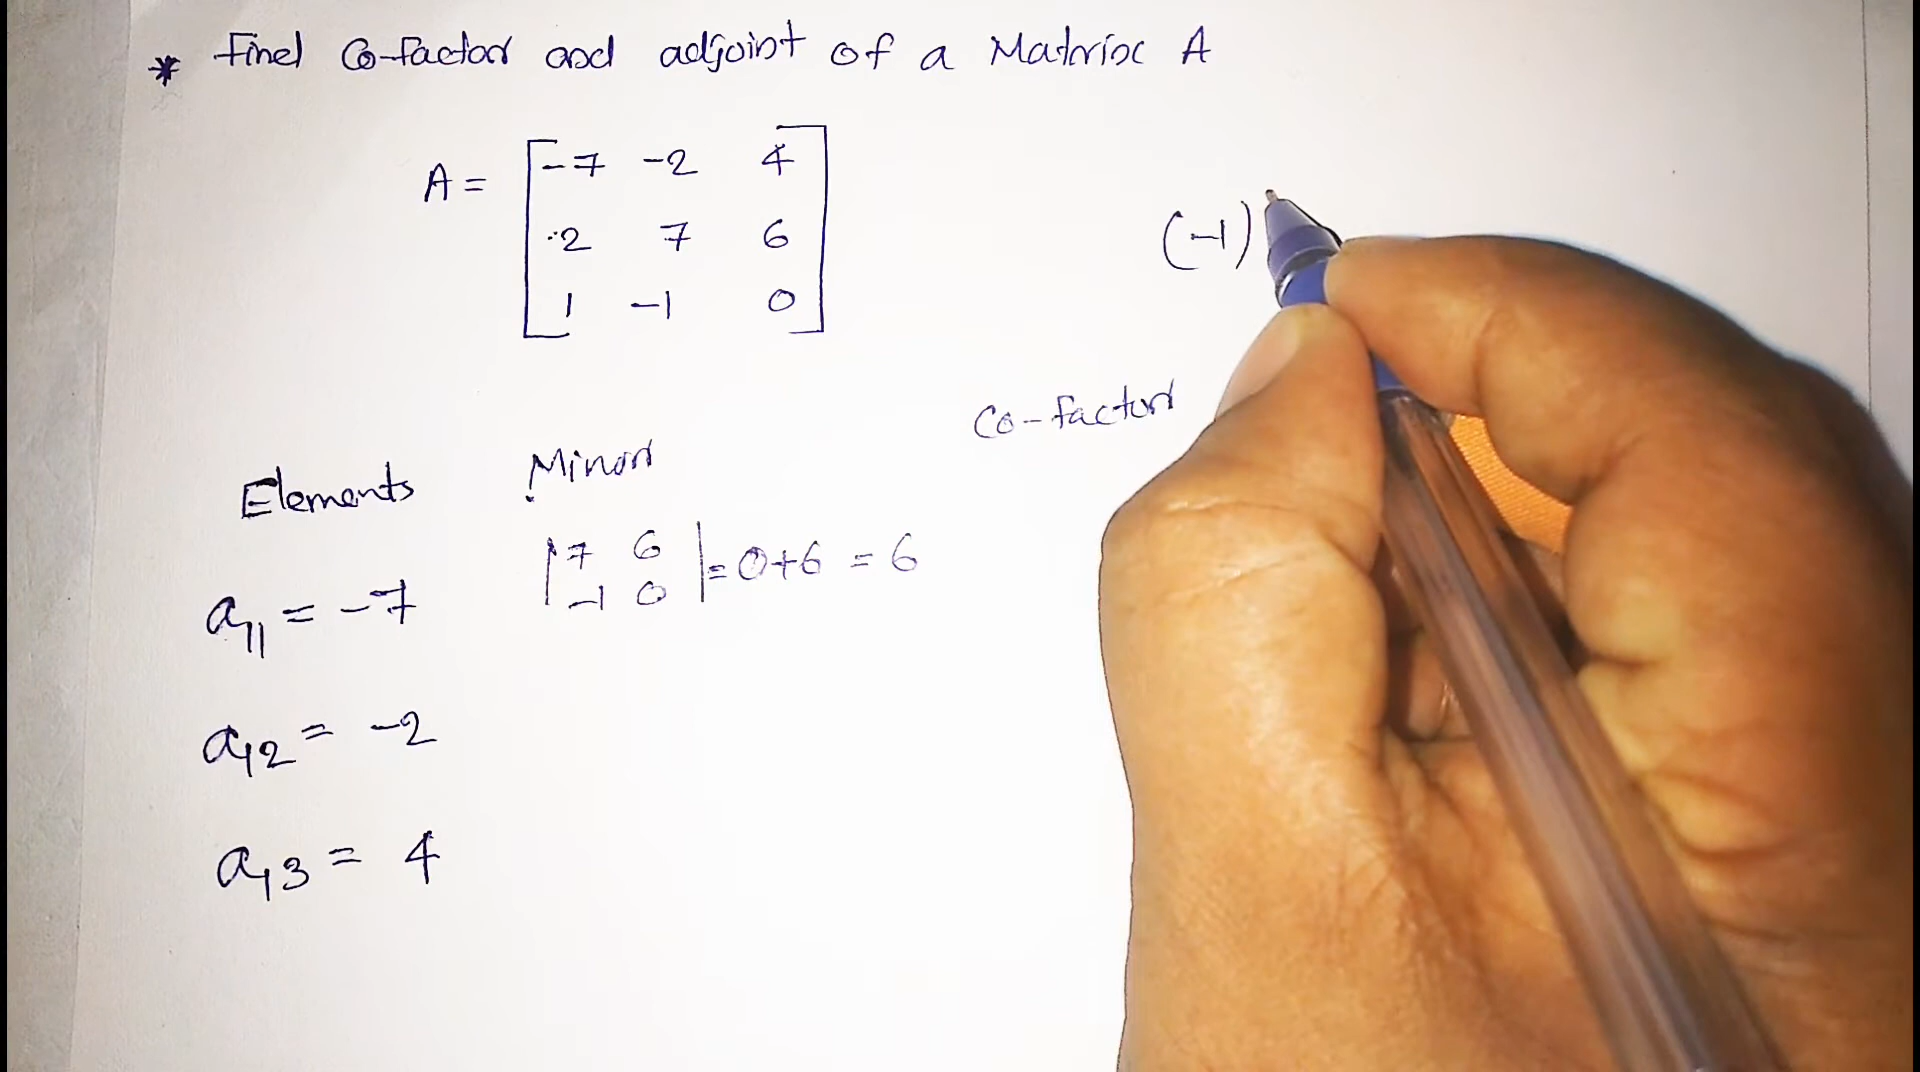 * Find Co-factor and adjoint of a Matrix A
A = [ -7 -2 4
2 7 6
1 -1 0 ]
(-1)
Elements Minor Co-factor
a11 = -7 | 7 6
-1 0 | = 0+6 = 6
a12 = -2
a13 = 4